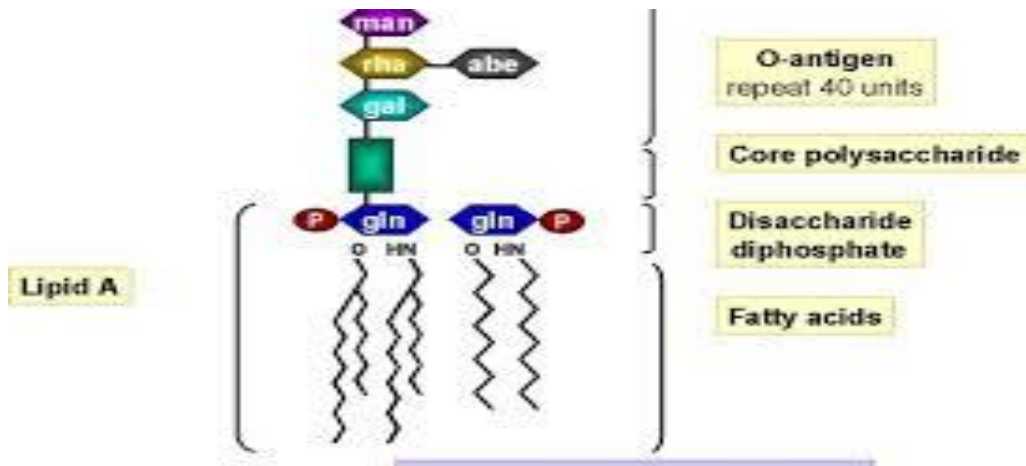 man
rha abe
gal
O-antigen
repeat 40 units
Core polysaccharide
P gln gln P
O HN O HN
Disaccharide
diphosphate
Lipid A
Fatty acids